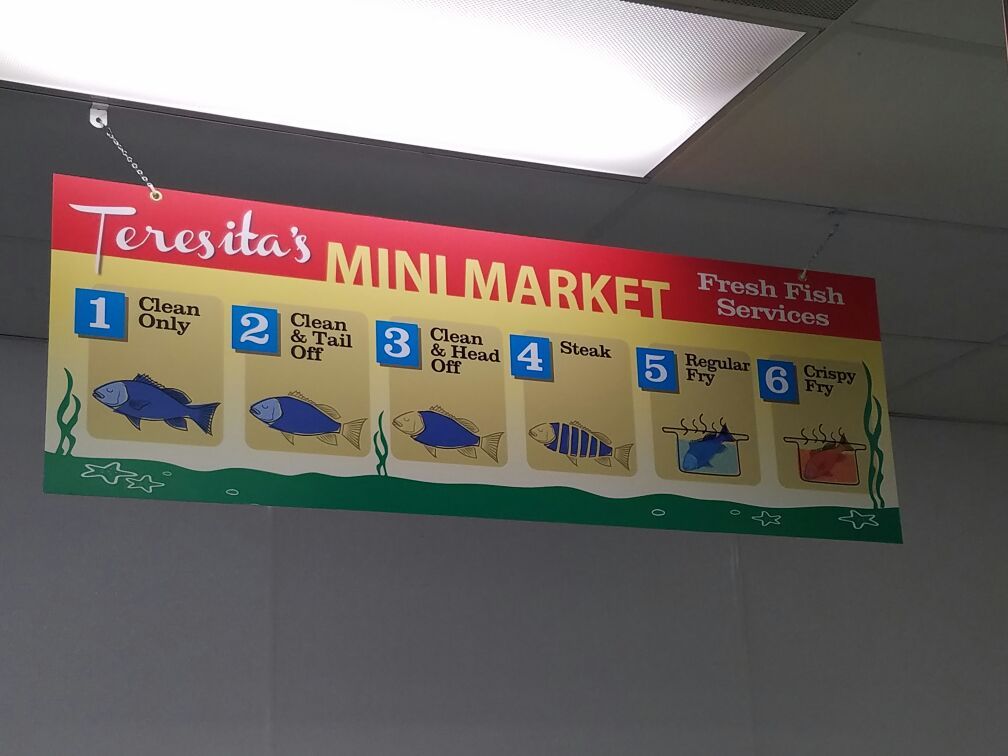 Teresita's MINI MARKET
Fresh Fish
Services
1 Clean
Only
2 Clean
& Tail
Off
3 Clean
& Head
Off
4 Steak
5 Regular
Fry
6 Crispy
Fry